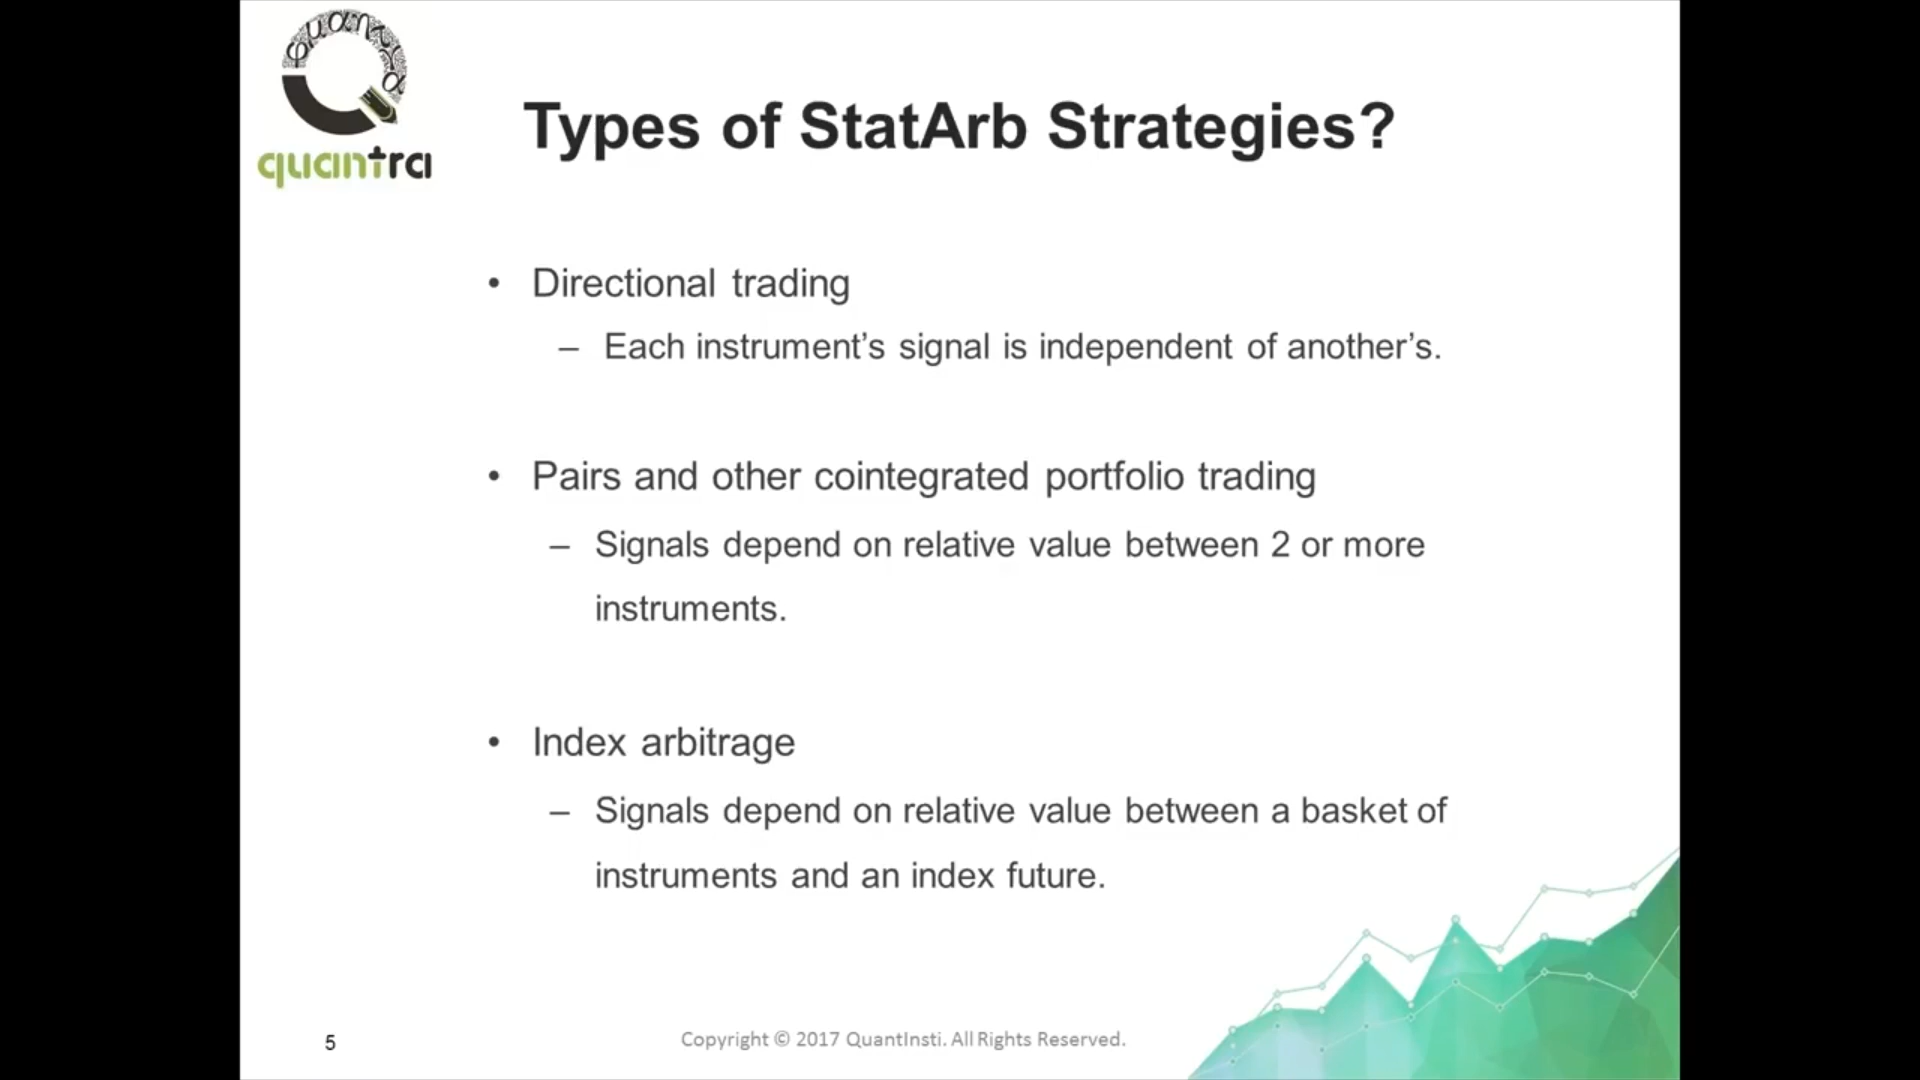 φμαητρα
quantra
Types of StatArb Strategies?
• Directional trading
– Each instrument’s signal is independent of another’s.
• Pairs and other cointegrated portfolio trading
– Signals depend on relative value between 2 or more
instruments.
• Index arbitrage
– Signals depend on relative value between a basket of
instruments and an index future.
5
Copyright © 2017 QuantInsti. All Rights Reserved.